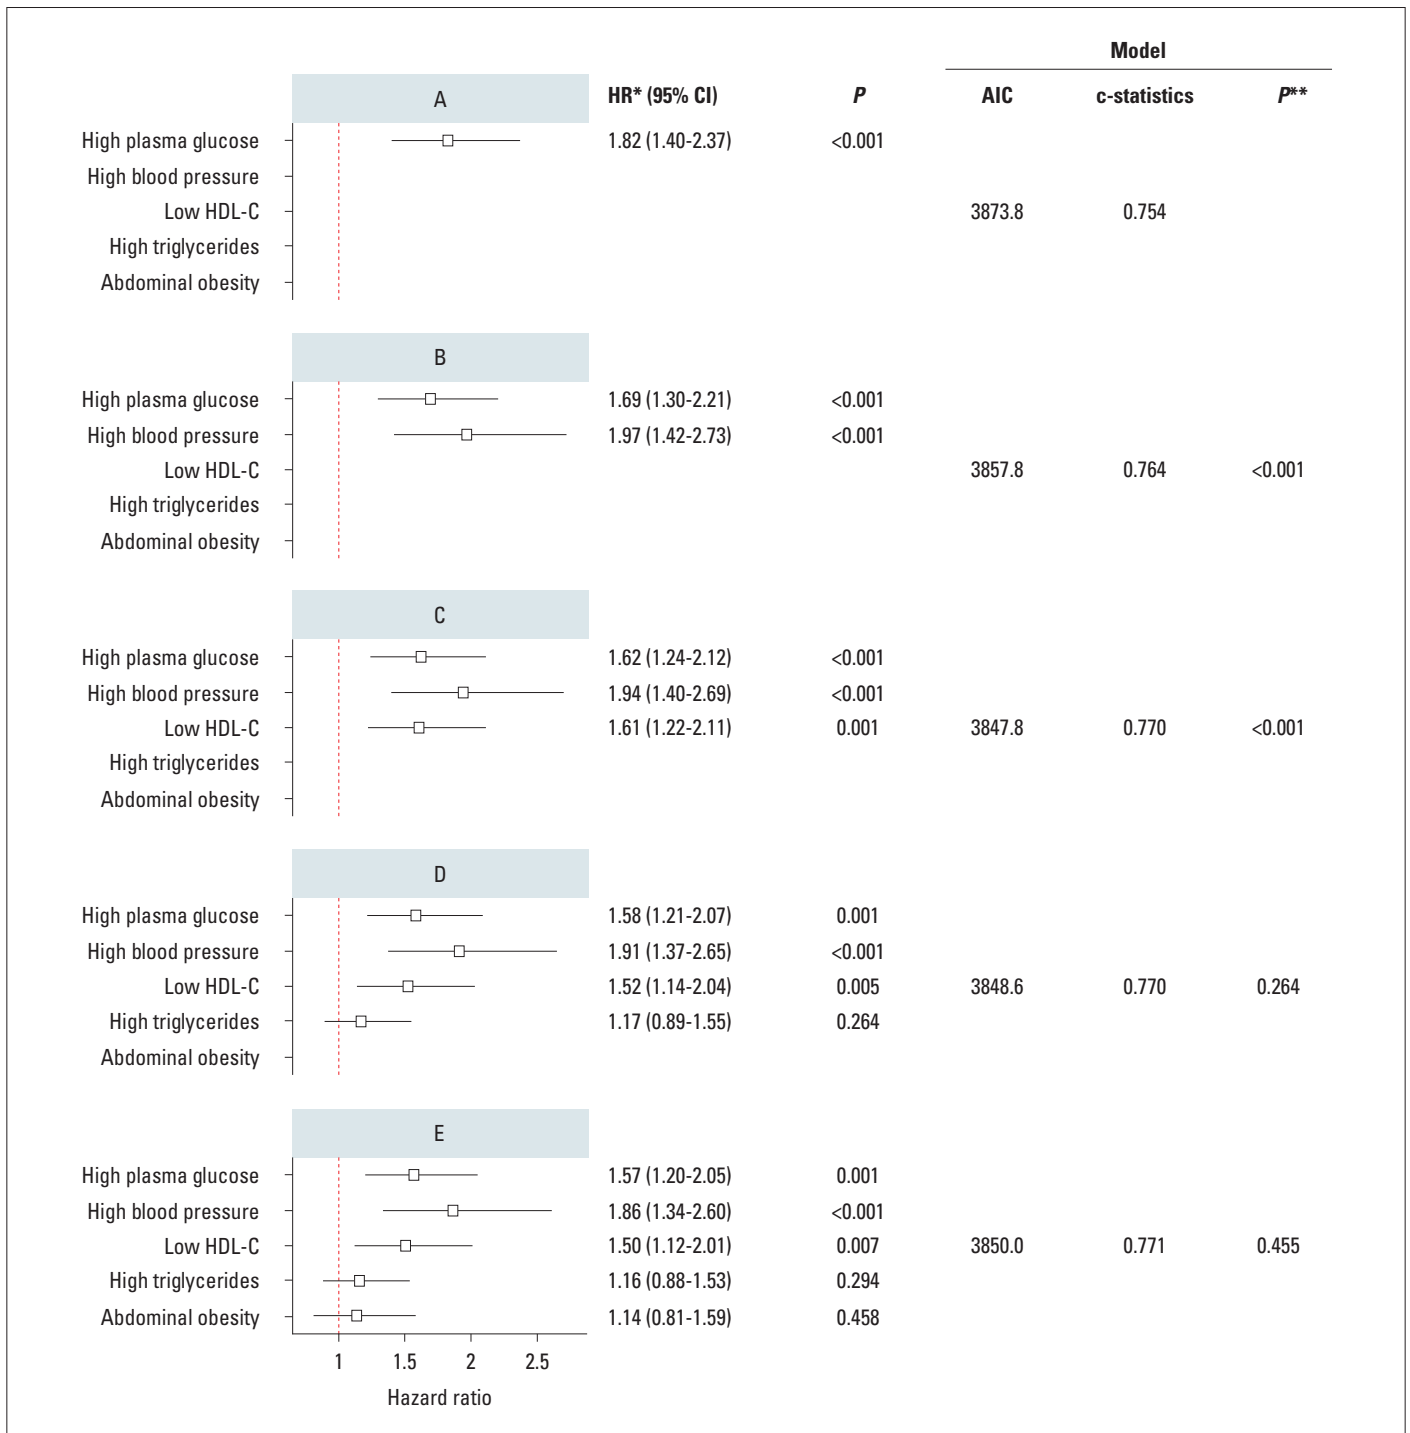 Model
A HR* (95% CI) P AIC c-statistics P**
High plasma glucose 1.82 (1.40-2.37) <0.001
High blood pressure
Low HDL-C 3873.8 0.754
High triglycerides
Abdominal obesity
B
High plasma glucose 1.69 (1.30-2.21) <0.001
High blood pressure 1.97 (1.42-2.73) <0.001
Low HDL-C 3857.8 0.764 <0.001
High triglycerides
Abdominal obesity
C
High plasma glucose 1.62 (1.24-2.12) <0.001
High blood pressure 1.94 (1.40-2.69) <0.001
Low HDL-C 1.61 (1.22-2.11) 0.001 3847.8 0.770 <0.001
High triglycerides
Abdominal obesity
D
High plasma glucose 1.58 (1.21-2.07) 0.001
High blood pressure 1.91 (1.37-2.65) <0.001
Low HDL-C 1.52 (1.14-2.04) 0.005 3848.6 0.770 0.264
High triglycerides 1.17 (0.89-1.55) 0.264
Abdominal obesity
E
High plasma glucose 1.57 (1.20-2.05) 0.001
High blood pressure 1.86 (1.34-2.60) <0.001
Low HDL-C 1.50 (1.12-2.01) 0.007 3850.0 0.771 0.455
High triglycerides 1.16 (0.88-1.53) 0.294
Abdominal obesity 1.14 (0.81-1.59) 0.458
1 1.5 2 2.5
Hazard ratio